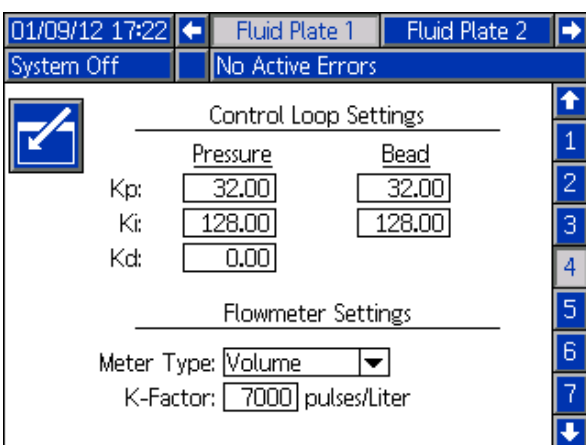 01/09/12 17:22 Fluid Plate 1 Fluid Plate 2
System Off No Active Errors
Control Loop Settings
Pressure Bead
Kp: 32.00 32.00
Ki: 128.00 128.00
Kd: 0.00
Flowmeter Settings
Meter Type: Volume
K-Factor: 7000 pulses/Liter
1
2
3
4
5
6
7